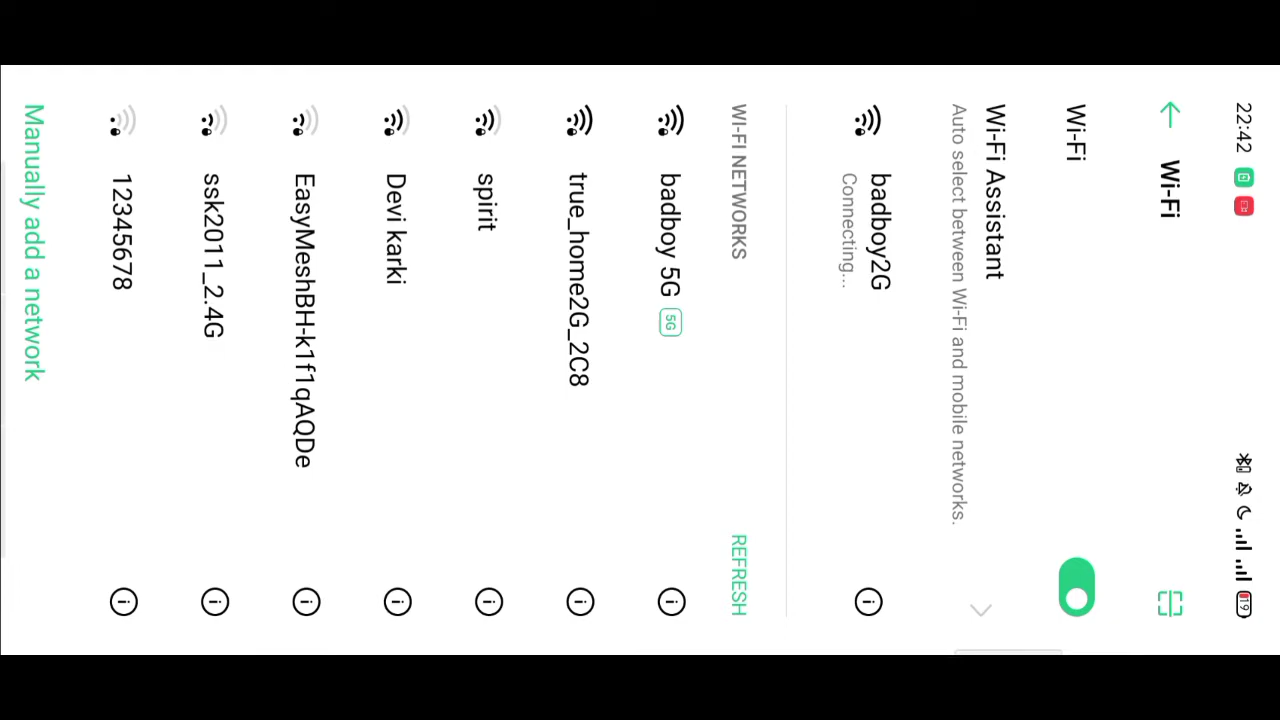 22:42
19
Wi-Fi
Wi-Fi
Wi-Fi Assistant
Auto select between Wi-Fi and mobile networks.
badboy2G
Connecting...
WI-FI NETWORKS REFRESH
badboy 5G 5G
true_home2G_2C8
spirit
Devi karki
EasyMeshBH-k1f1qAQDe
ssk2011_2.4G
12345678
Manually add a network